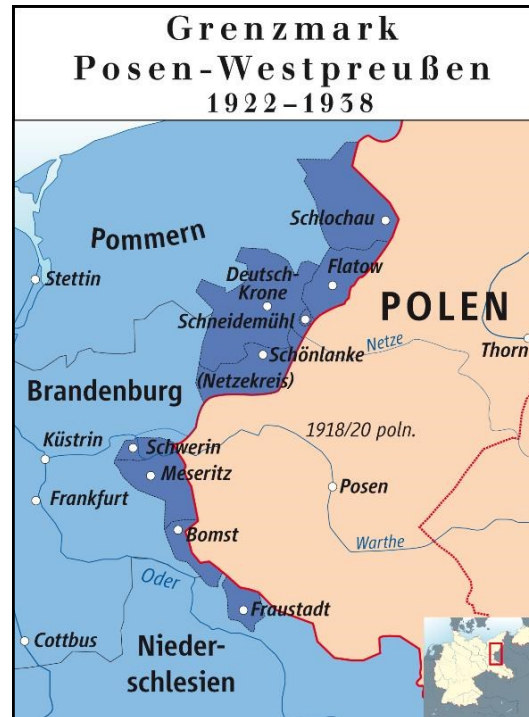 Grenzmark
Posen-Westpreußen
1922–1938
Schlochau
Pommern
Flatow
Deutsch-
Krone
Stettin
POLEN
Schneidemühl
Netze
Thorn
Schönlanke
(Netzekreis)
Brandenburg
1918/20 poln.
Küstrin
Schwerin
Meseritz
Posen
Frankfurt
Bomst
Warthe
Oder
Fraustadt
Cottbus
Nieder-
schlesien